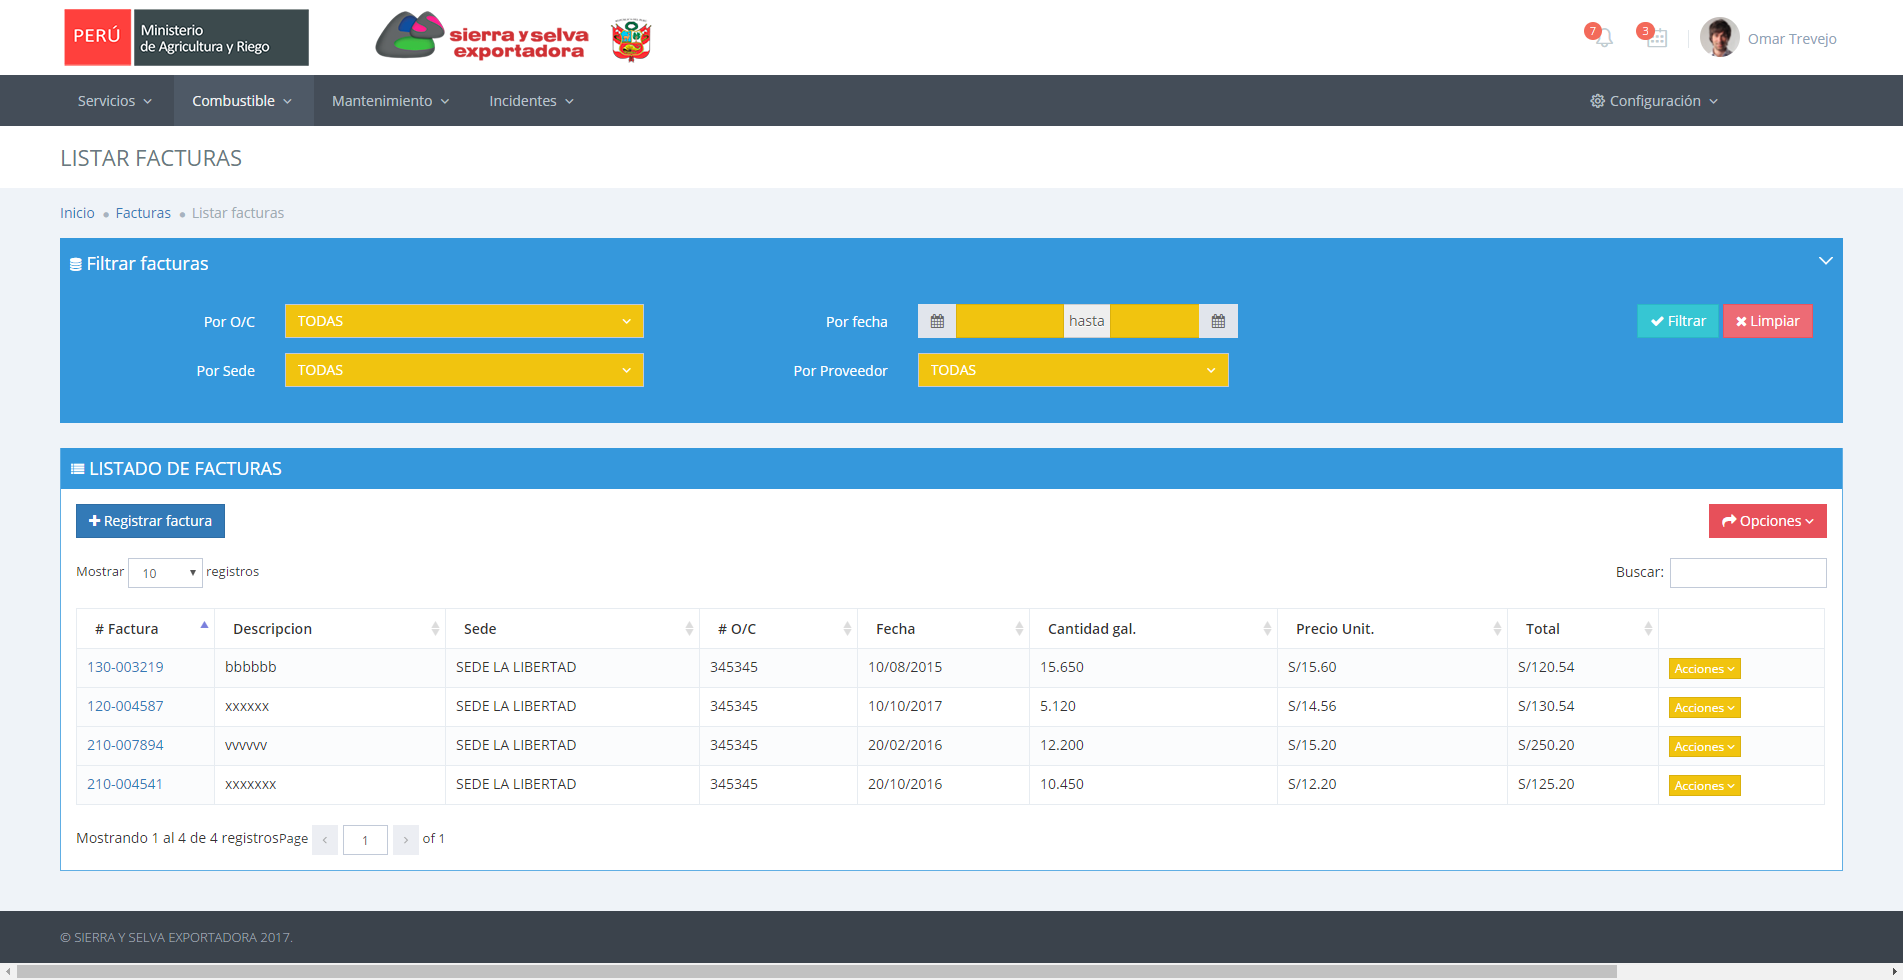 PERÚ
Ministerio
de Agricultura y Riego
sierra y selva
exportadora
7
3
Omar Trevejo
Servicios
Combustible
Mantenimiento
Incidentes
Configuración
LISTAR FACTURAS
Inicio
Facturas
Listar facturas
Filtrar facturas
Por O/C
TODAS
Por fecha
hasta
Filtrar
Limpiar
Por Sede
TODAS
Por Proveedor
TODAS
LISTADO DE FACTURAS
Registrar factura
Opciones
Mostrar 10 registros
Buscar:
# Factura Descripcion Sede # O/C Fecha Cantidad gal. Precio Unit. Total
130-003219 bbbbbb SEDE LA LIBERTAD 345345 10/08/2015 15.650 S/15.60 S/120.54 Acciones
120-004587 xxxxxx SEDE LA LIBERTAD 345345 10/10/2017 5.120 S/14.56 S/130.54 Acciones
210-007894 vvvvvv SEDE LA LIBERTAD 345345 20/02/2016 12.200 S/15.20 S/250.20 Acciones
210-004541 xxxxxxx SEDE LA LIBERTAD 345345 20/10/2016 10.450 S/12.20 S/125.20 Acciones
Mostrando 1 al 4 de 4 registrosPage 1 of 1
© SIERRA Y SELVA EXPORTADORA 2017.